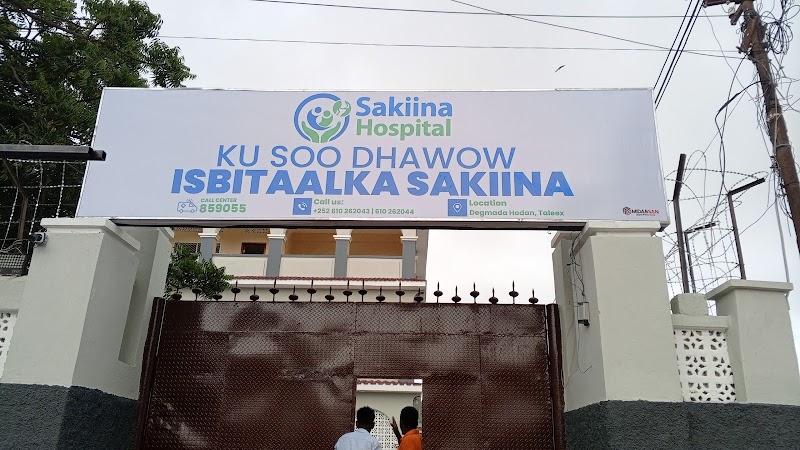 Sakiina
Hospital
KU SOO DHAWOW
ISBITAALKA SAKIINA
CALL CENTER
859055
Call us:
+252 610 262043 | 610 262044
Location
Degmada Hodan, Taleex